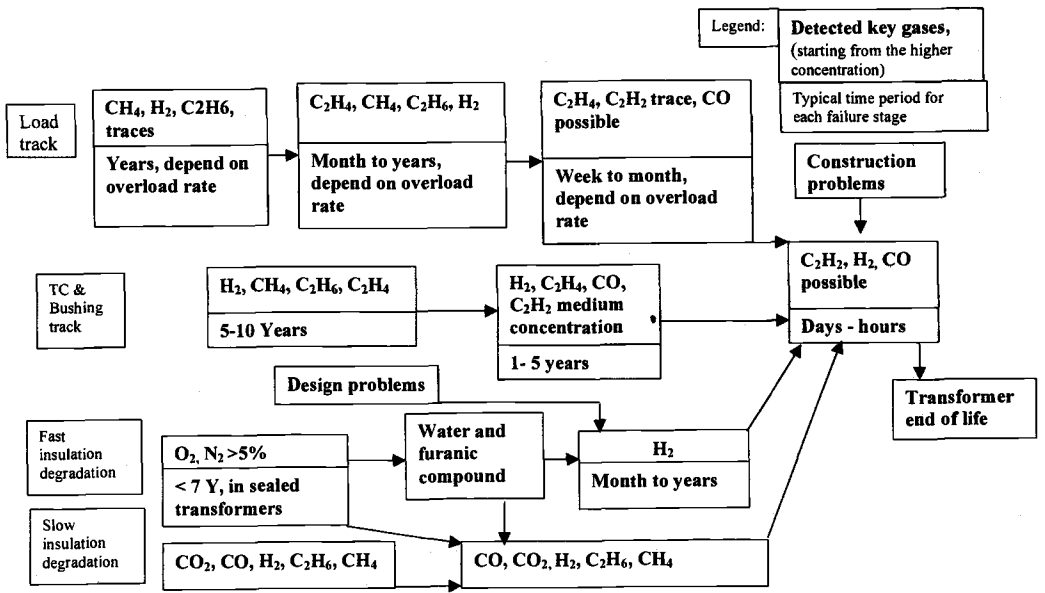 Legend:
Detected key gases,
(starting from the higher
concentration)
Typical time period for
each failure stage
Load
track
CH₄, H₂, C2H6,
traces
Years, depend on
overload rate
C₂H₄, CH₄, C₂H₆, H₂
Month to years,
depend on overload
rate
C₂H₄, C₂H₂ trace, CO
possible
Week to month,
depend on overload
rate
Construction
problems
TC &
Bushing
track
H₂, CH₄, C₂H₆, C₂H₄
5-10 Years
H₂, C₂H₄, CO,
C₂H₂ medium
concentration
1- 5 years
C₂H₂, H₂, CO
possible
Days - hours
Transformer
end of life
Design problems
Fast
insulation
degradation
O₂, N₂ >5%
< 7 Y, in sealed
transformers
Water and
furanic
compound
H₂
Month to years
Slow
insulation
degradation
CO₂, CO, H₂, C₂H₆, CH₄
CO, CO₂, H₂, C₂H₆, CH₄